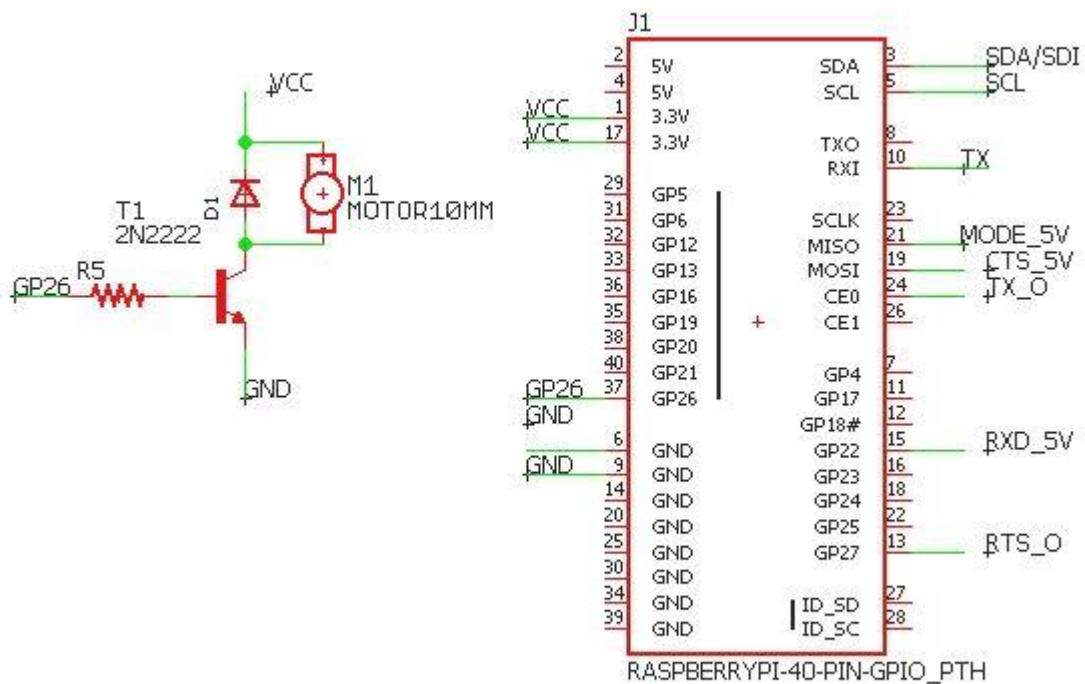 VCC
M1
MOTOR10MM
D1
T1
2N2222
R5
GP26
GND
J1
2 5V
4 5V
VCC 1 3.3V
VCC 17 3.3V
29 GP5
31 GP6
32 GP12
33 GP13
36 GP16
35 GP19
38 GP20
40 GP21
GP26 37 GP26
GND
6 GND
GND 9 GND
14 GND
20 GND
25 GND
30 GND
34 GND
39 GND
SDA 3 SDA/SDI
SCL 5 SCL
TXO 8
RXI 10 TX
SCLK 23
MISO 21 MODE_5V
MOSI 19 CTS_5V
CE0 24 TX_O
CE1 26
GP4 7
GP17 11
GP18# 12
GP22 15 RXD_5V
GP23 16
GP24 18
GP25 22
GP27 13 RTS_O
ID_SD 27
ID_SC 28
RASPBERRYPI-40-PIN-GPIO_PTH